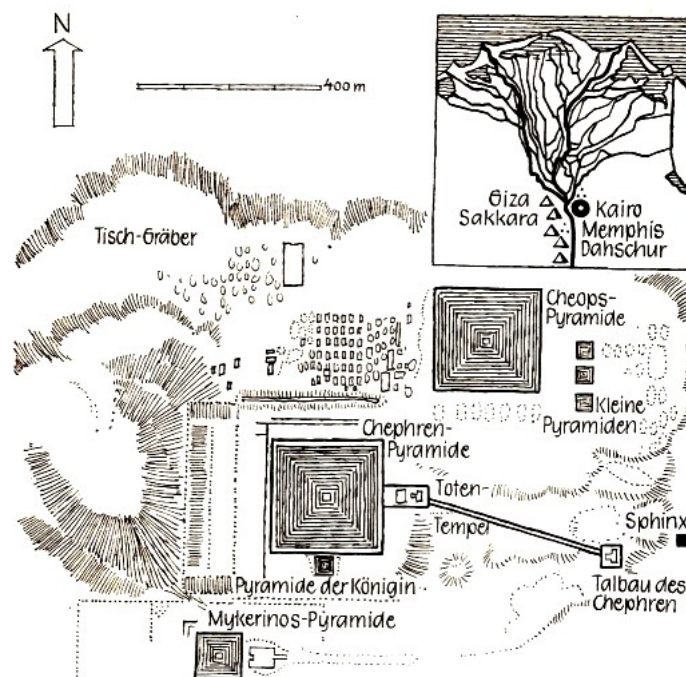 N
400m
Giza
Sakkara
Kairo
Memphis
Dahschur
Tisch-Gräber
Cheops-
Pyramide
Kleine
Pyramiden
Chephren-
Pyramide
Toten-
Tempel
Sphinx
Talbau des
Chephren
Pyramide der Königin
Mykerinos-Pyramide